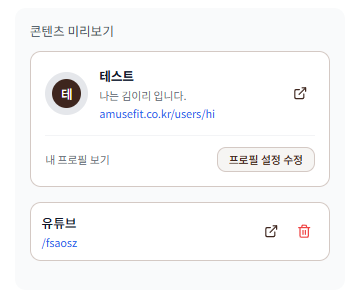 콘텐츠 미리보기
테
테스트
나는 김이리 입니다.
amusefit.co.kr/users/hi
내 프로필 보기
프로필 설정 수정
유튜브
/fsaosz